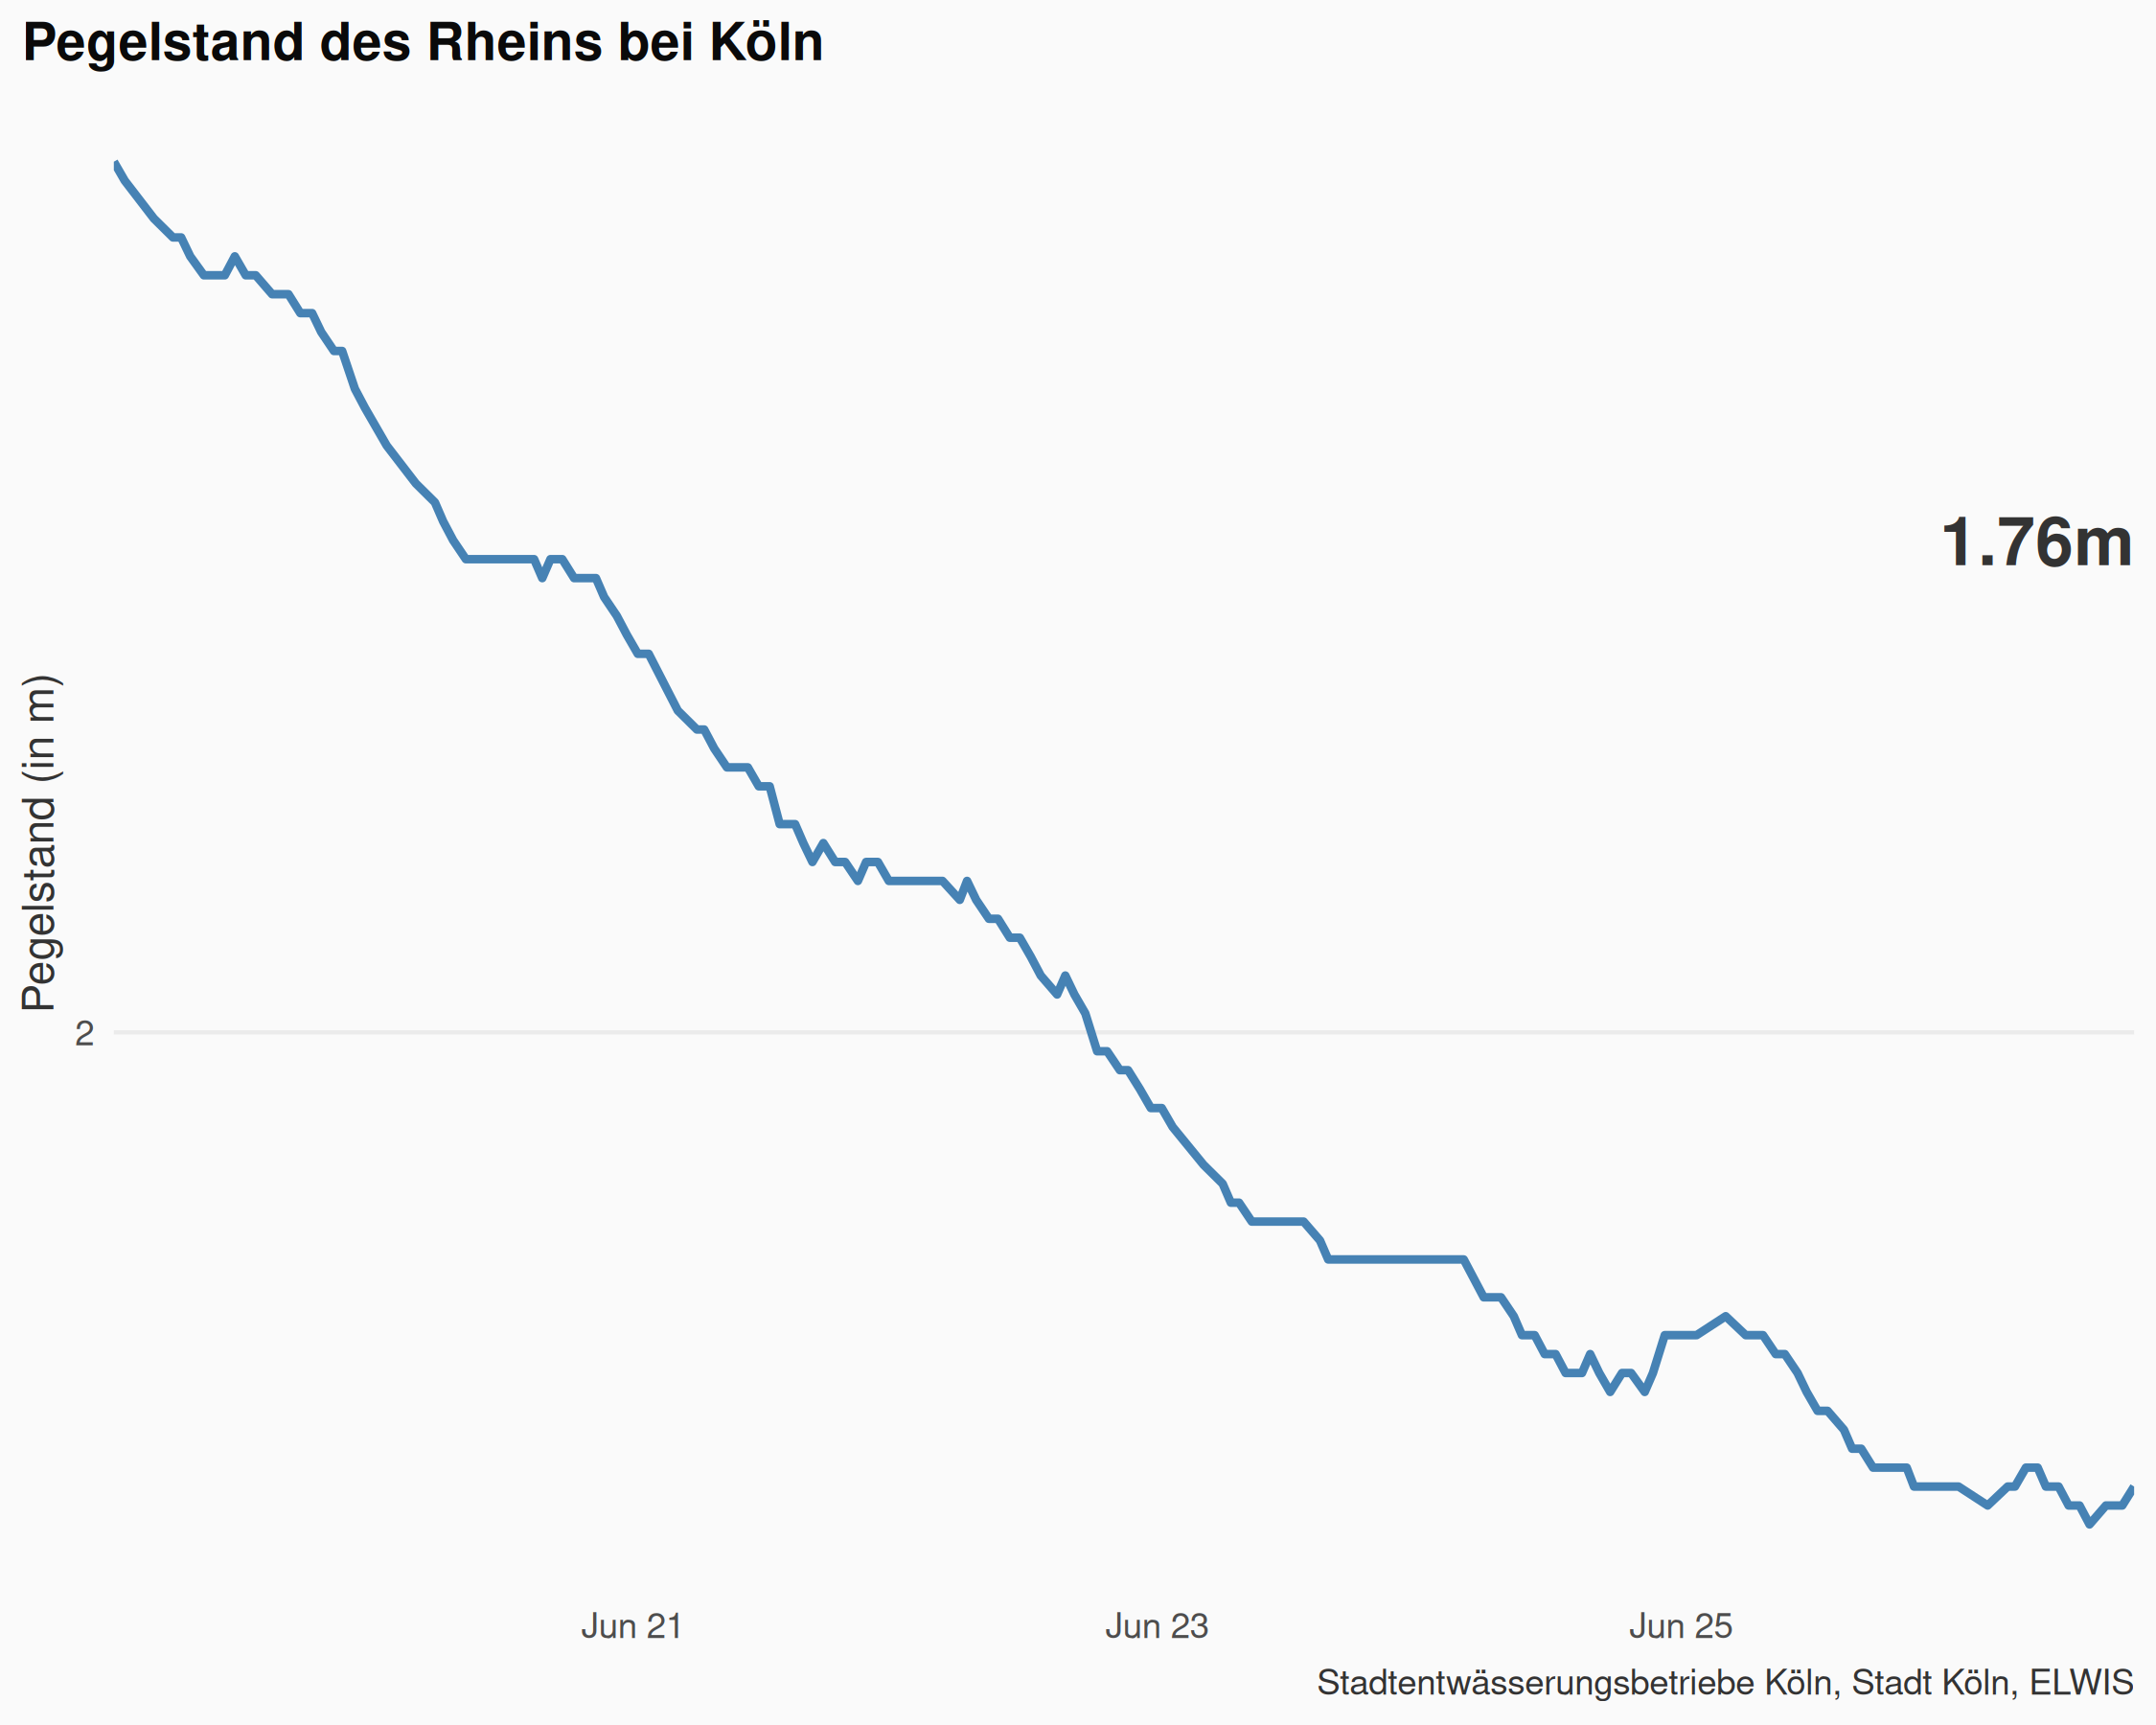 Pegelstand des Rheins bei Köln
1.76m
Pegelstand (in m)
2
Jun 21
Jun 23
Jun 25
Stadtentwässerungsbetriebe Köln, Stadt Köln, ELWIS